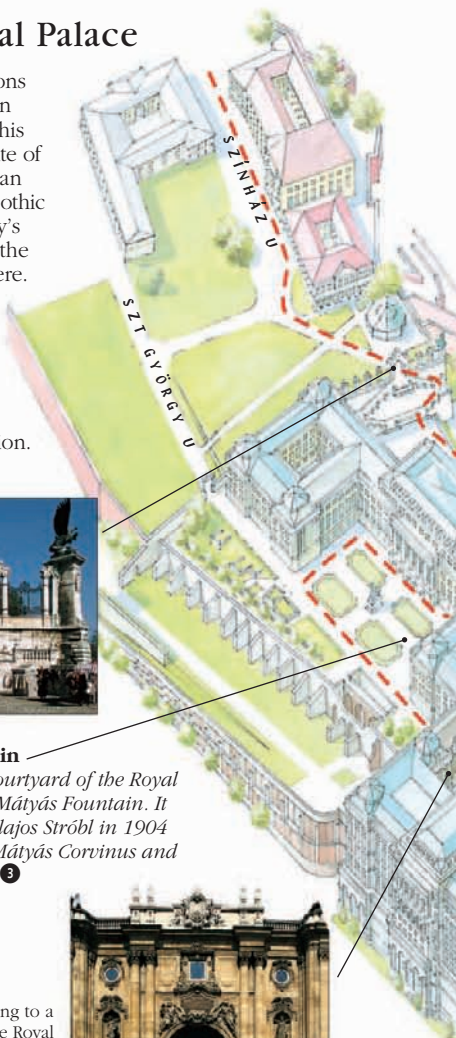 al Palace
ons
n
his
te of
an
othic
y's
the
ere.
on.
SZÍNHÁZ U
SZT GYÖRGY U
in
ourtyard of the Royal
Mátyás Fountain. It
lajos Stróbl in 1904
Mátyás Corvinus and
3
ng to a
e Royal